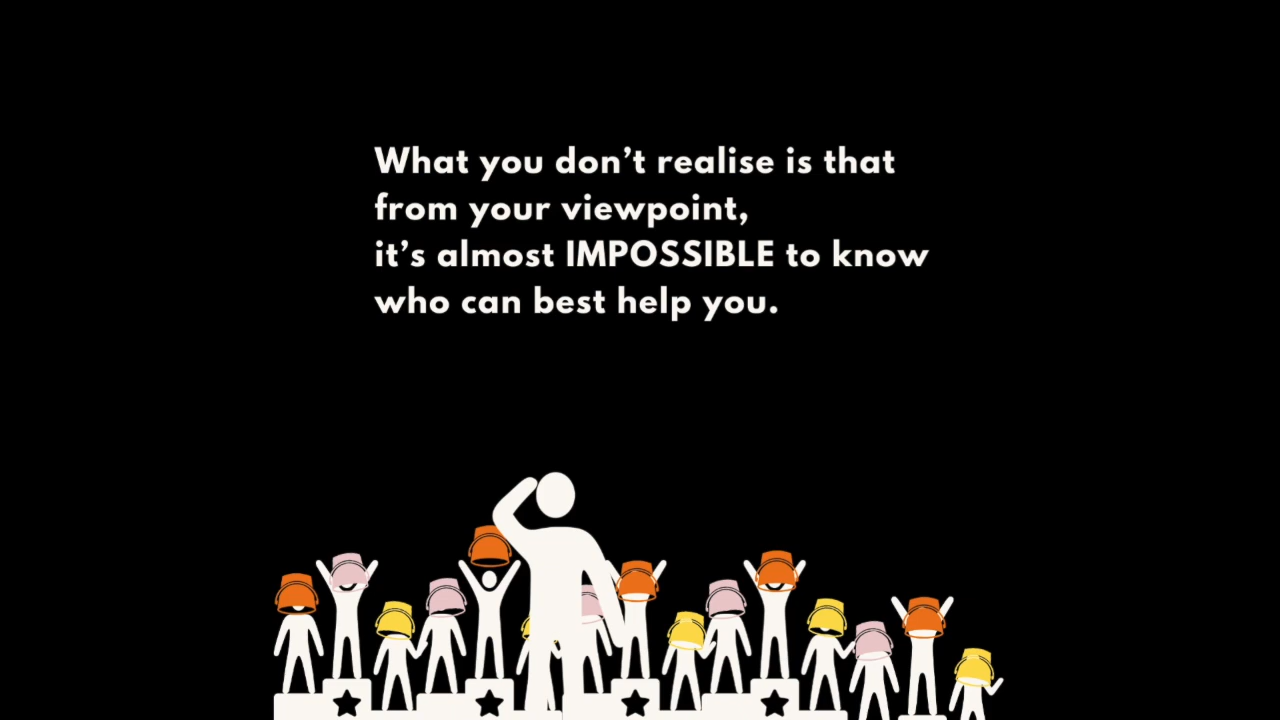 What you don’t realise is that
from your viewpoint,
it’s almost IMPOSSIBLE to know
who can best help you.